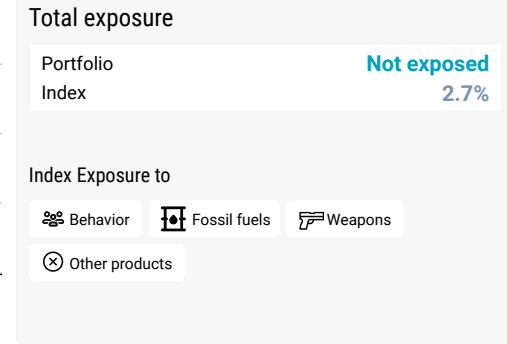 Total exposure
Portfolio Not exposed
Index 2.7%
Index Exposure to
Behavior Fossil fuels Weapons
Other products